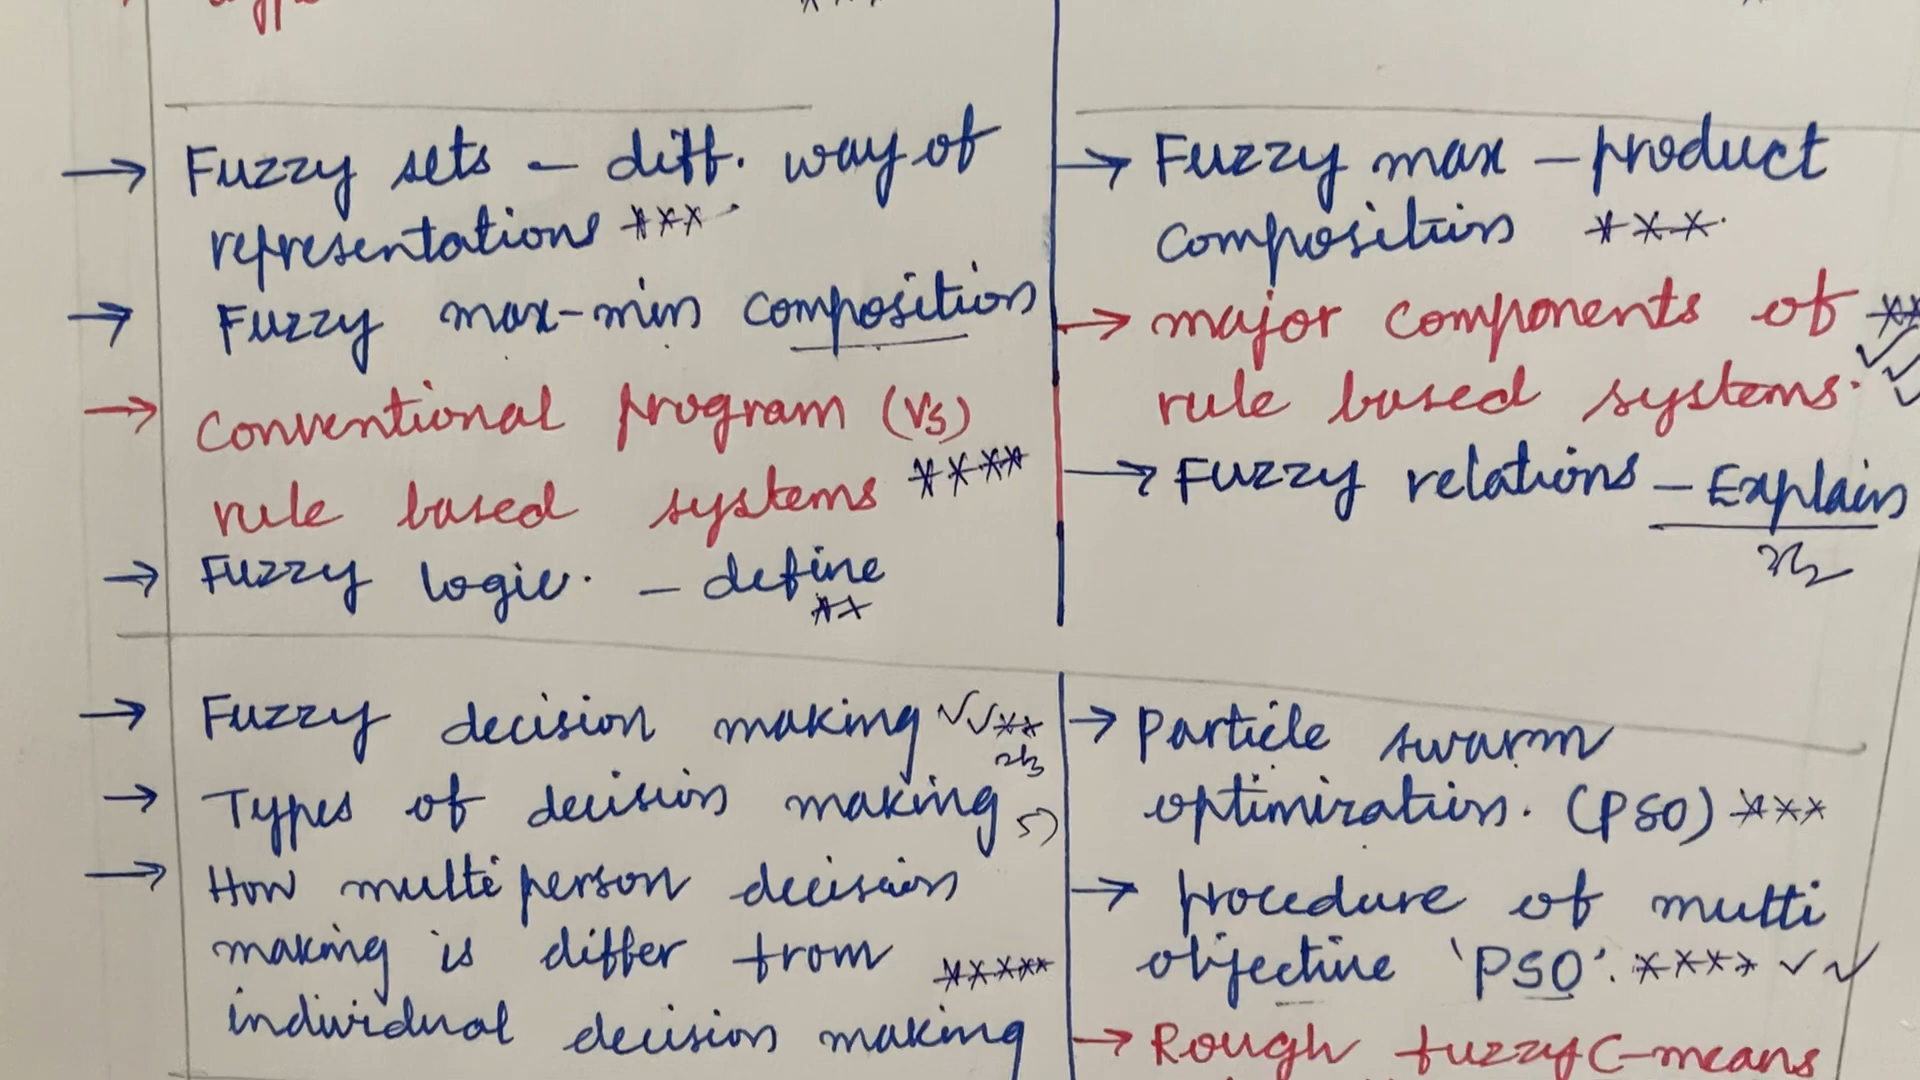 → Fuzzy sets – diff. way of
representations ***
→ Fuzzy max-min composition
→ Conventional program (VS)
rule based systems ****
→ Fuzzy logic. – define
**
→ Fuzzy max – product
composition ***
→ major components of **
rule based systems.
→ Fuzzy relations – Explain
→ Fuzzy decision making ✓✓**
→ Types of decision making
→ How multi person decision
making is differ from *****
individual decision making
→ Particle swarm
optimization. (PSO) ***
→ procedure of multi
objective 'PSO'. **** ✓✓
→ Rough fuzzy C-means